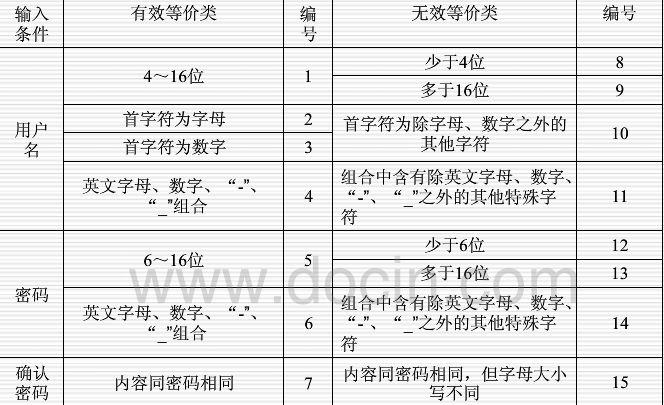 输入条件 有效等价类 编号 无效等价类 编号
用户名 4～16位 1 少于4位 8
多于16位 9
首字符为字母 2 首字符为除字母、数字之外的其他字符 10
首字符为数字 3
英文字母、数字、“-”、“_”组合 4 组合中含有除英文字母、数字、“-”、“_”之外的其他特殊字符 11
密码 6～16位 5 少于6位 12
多于16位 13
英文字母、数字、“-”、“_”组合 6 组合中含有除英文字母、数字、“-”、“_”之外的其他特殊字符 14
确认密码 内容同密码相同 7 内容同密码相同，但字母大小写不同 15
www.docin.com